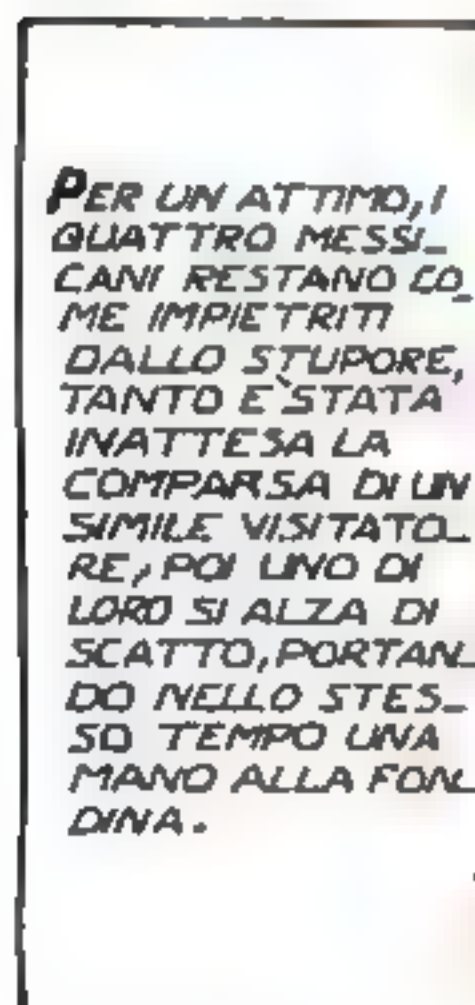 PER UN ATTIMO, I
QUATTRO MESSI_
CANI RESTANO CO_
ME IMPIETRITI
DALLO STUPORE,
TANTO E` STATA
INATTESA LA
COMPARSA DI UN
SIMILE VISITATO_
RE, POI UNO DI
LORO SI ALZA DI
SCATTO, PORTAN_
DO NELLO STES_
SO TEMPO UNA
MANO ALLA FON_
DINA.